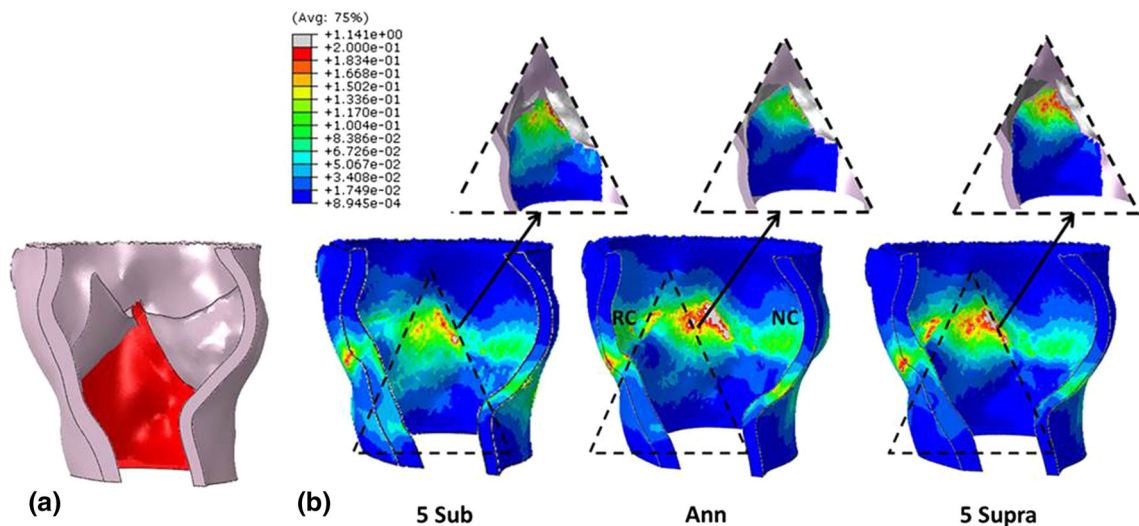 (Avg: 75%)
+1.141e+00
+2.000e-01
+1.834e-01
+1.668e-01
+1.502e-01
+1.336e-01
+1.170e-01
+1.004e-01
+8.386e-02
+6.726e-02
+5.067e-02
+3.408e-02
+1.749e-02
+8.945e-04
RC
NC
(a)
(b)
5 Sub
Ann
5 Supra